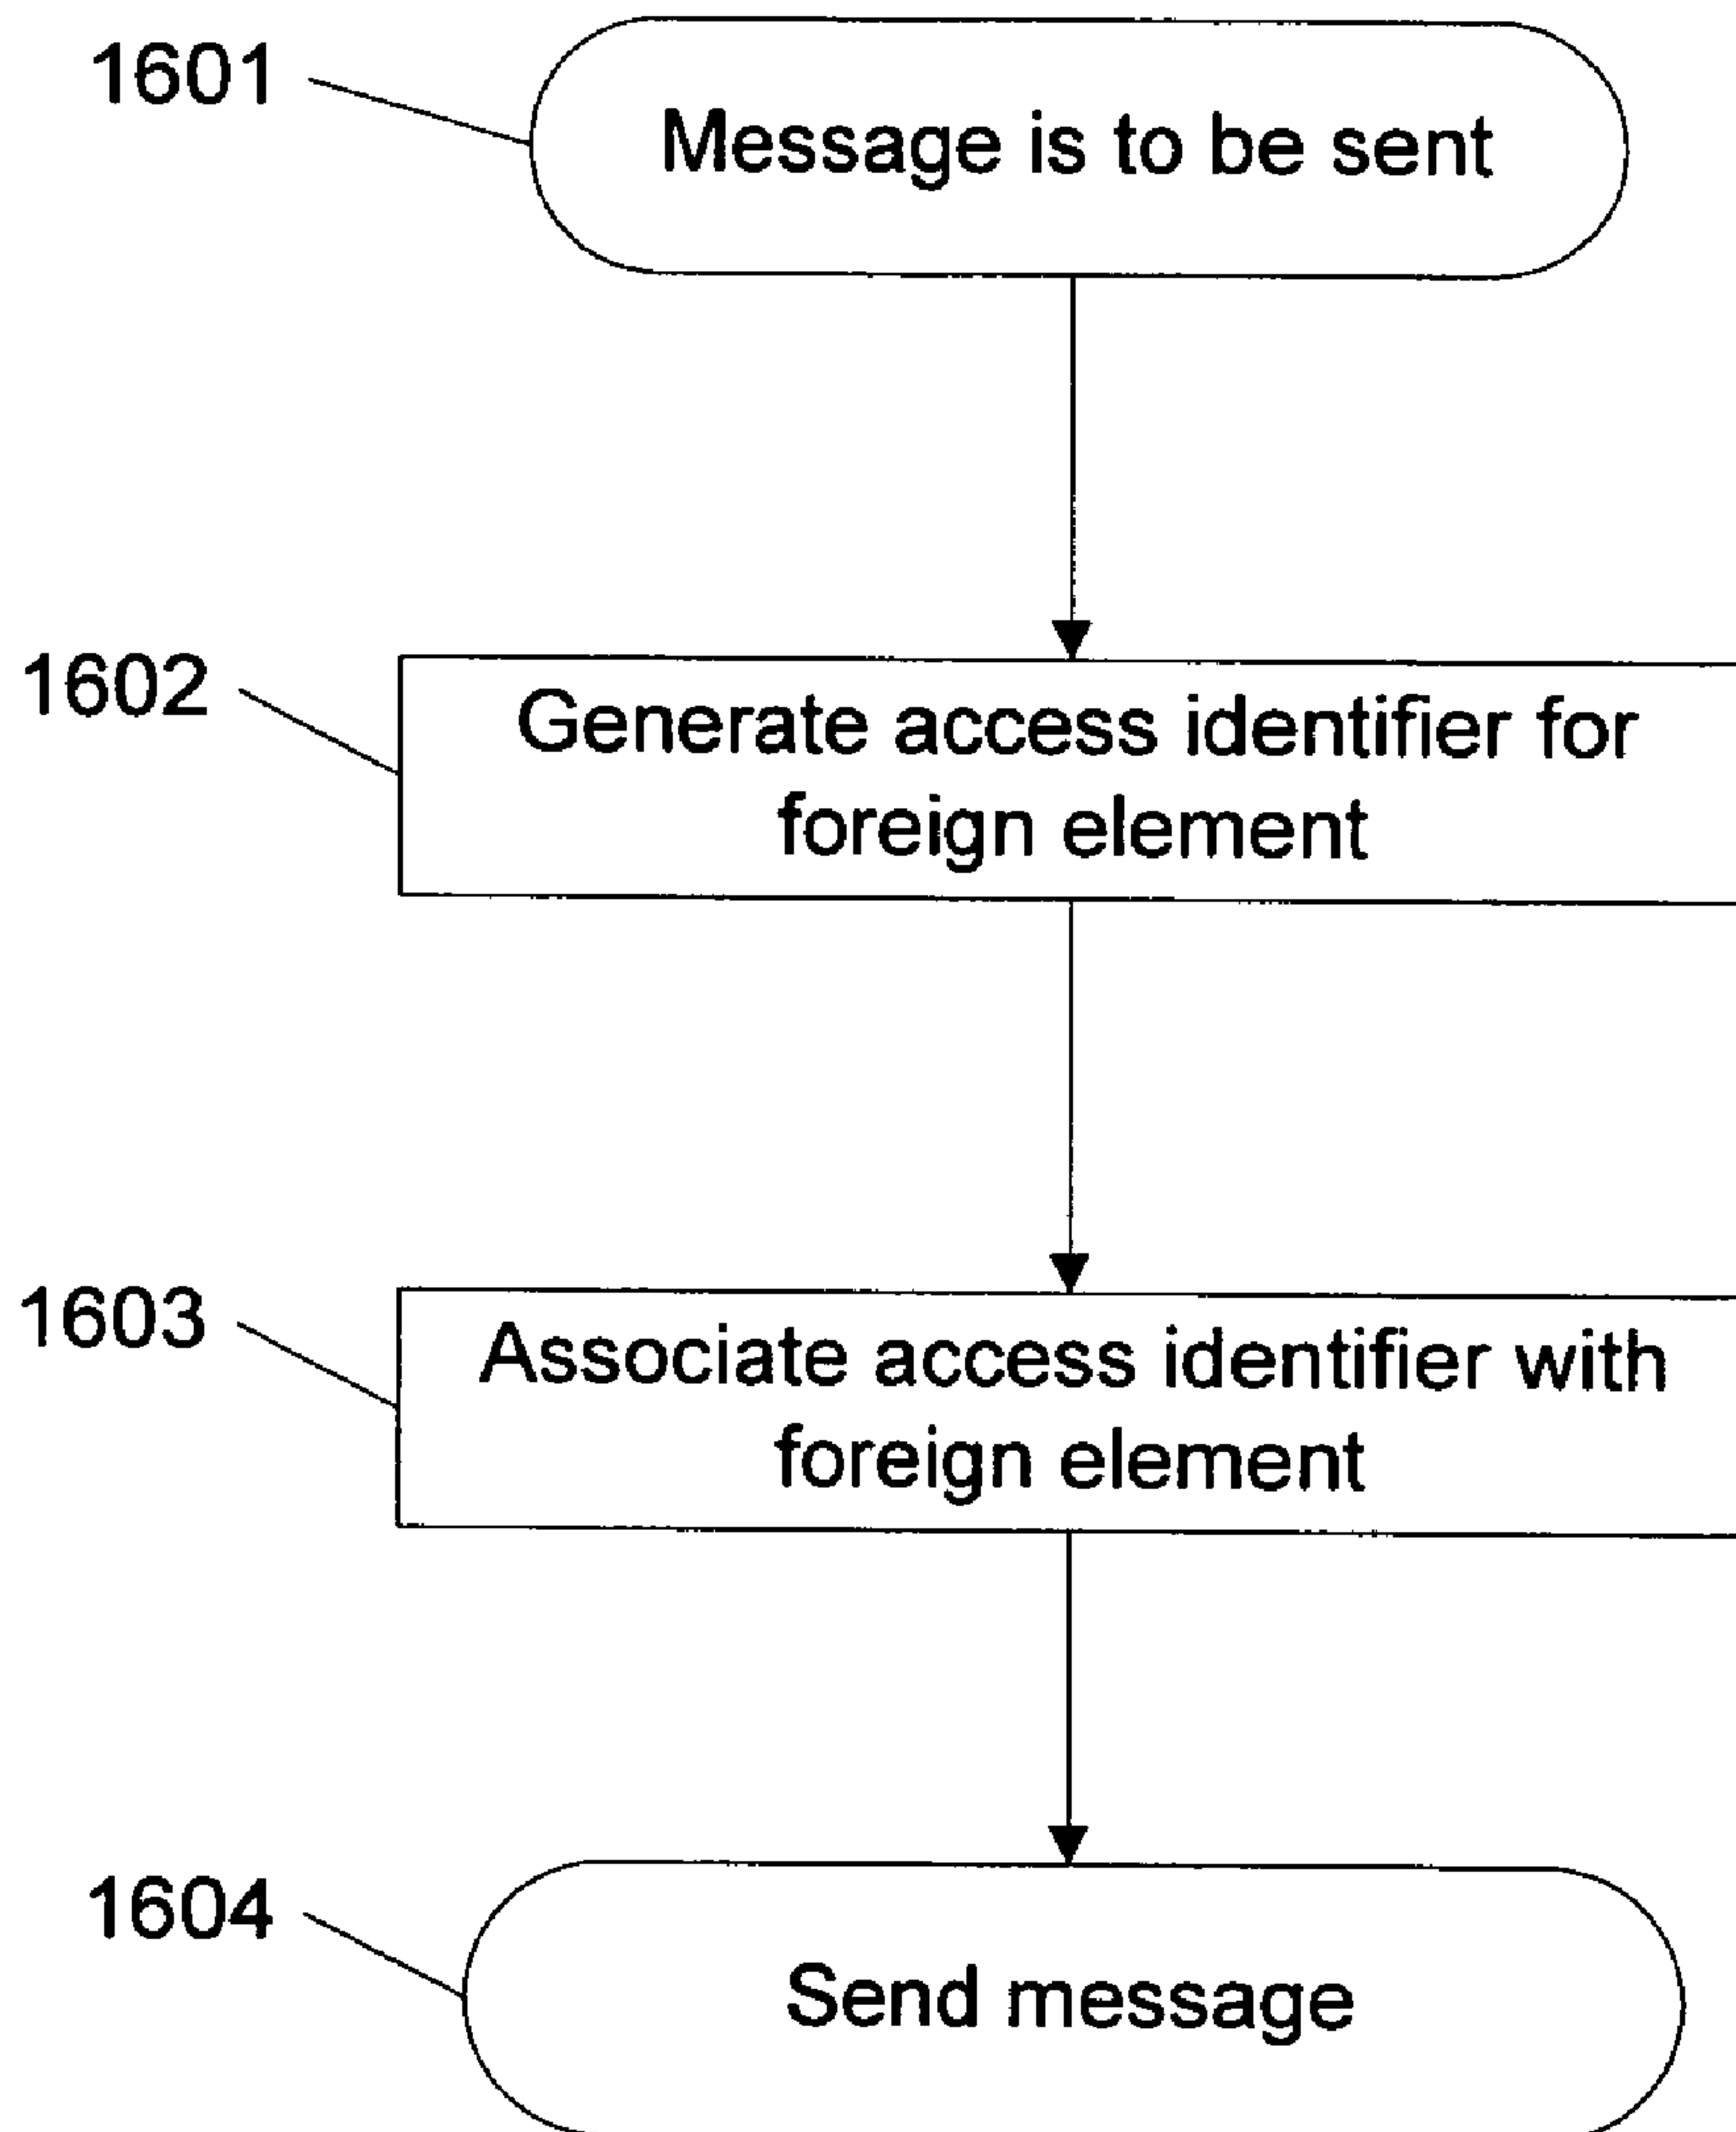 1601
Message is to be sent
1602
Generate access identifier for
foreign element
1603
Associate access identifier with
foreign element
1604
Send message